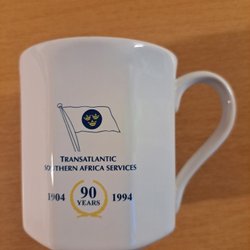 TRANSATLANTIC
SOUTHERN AFRICA SERVICES
1904 90 1994
YEARS